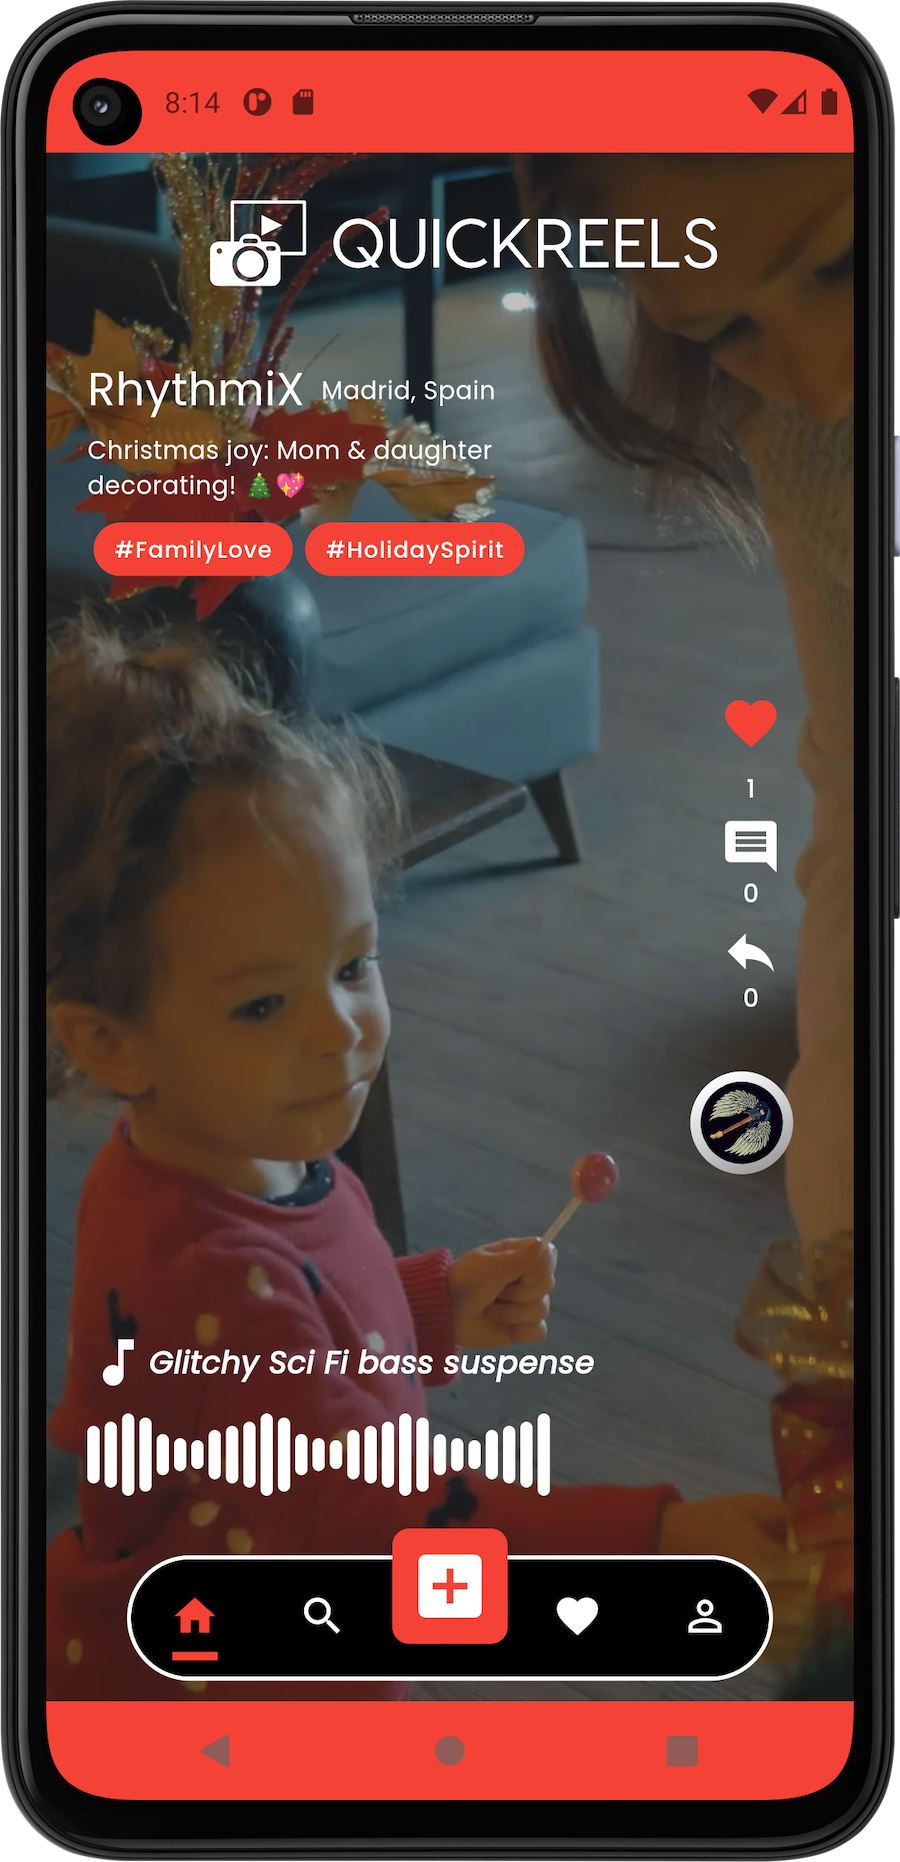 8:14
QUICKREELS
RhythmiX Madrid, Spain
Christmas joy: Mom & daughter
decorating! 🎄💖
#FamilyLove #HolidaySpirit
1
0
0
Glitchy Sci Fi bass suspense